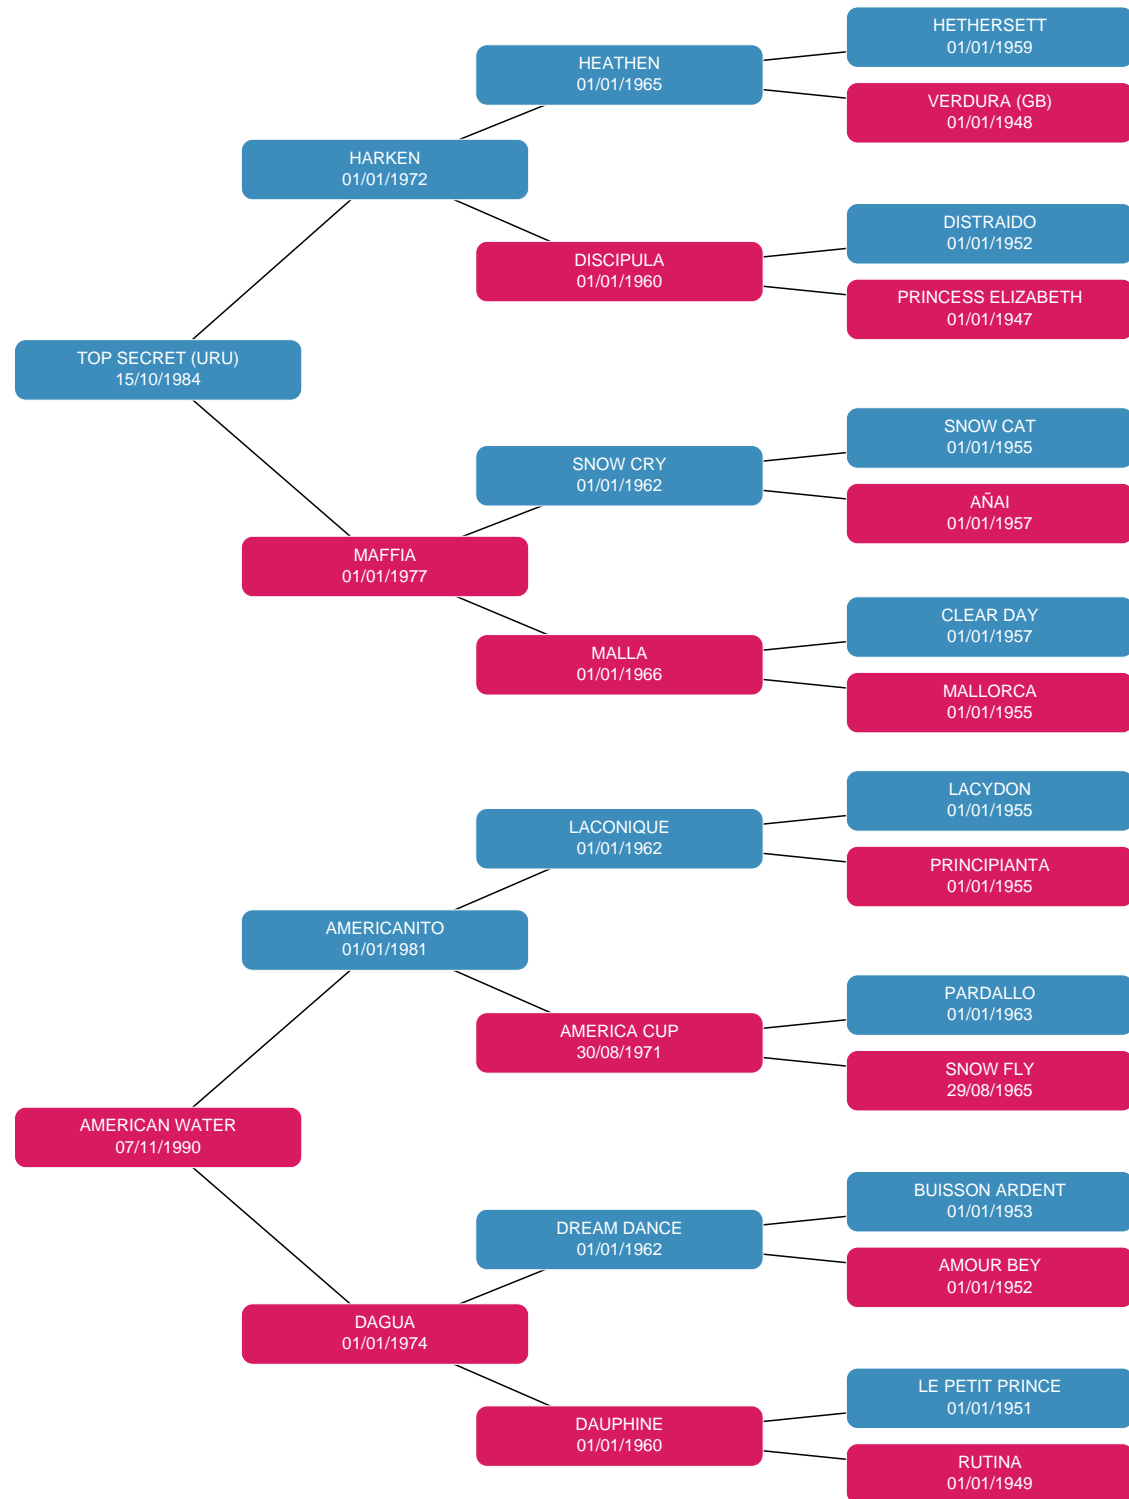 HETHERSETT
01/01/1959
HEATHEN
01/01/1965
VERDURA (GB)
01/01/1948
HARKEN
01/01/1972
DISTRAIDO
01/01/1952
DISCIPULA
01/01/1960
PRINCESS ELIZABETH
01/01/1947
TOP SECRET (URU)
15/10/1984
SNOW CAT
01/01/1955
SNOW CRY
01/01/1962
AÑAI
01/01/1957
MAFFIA
01/01/1977
CLEAR DAY
01/01/1957
MALLA
01/01/1966
MALLORCA
01/01/1955
LACYDON
01/01/1955
LACONIQUE
01/01/1962
PRINCIPIANTA
01/01/1955
AMERICANITO
01/01/1981
PARDALLO
01/01/1963
AMERICA CUP
30/08/1971
SNOW FLY
29/08/1965
AMERICAN WATER
07/11/1990
BUISSON ARDENT
01/01/1953
DREAM DANCE
01/01/1962
AMOUR BEY
01/01/1952
DAGUA
01/01/1974
LE PETIT PRINCE
01/01/1951
DAUPHINE
01/01/1960
RUTINA
01/01/1949